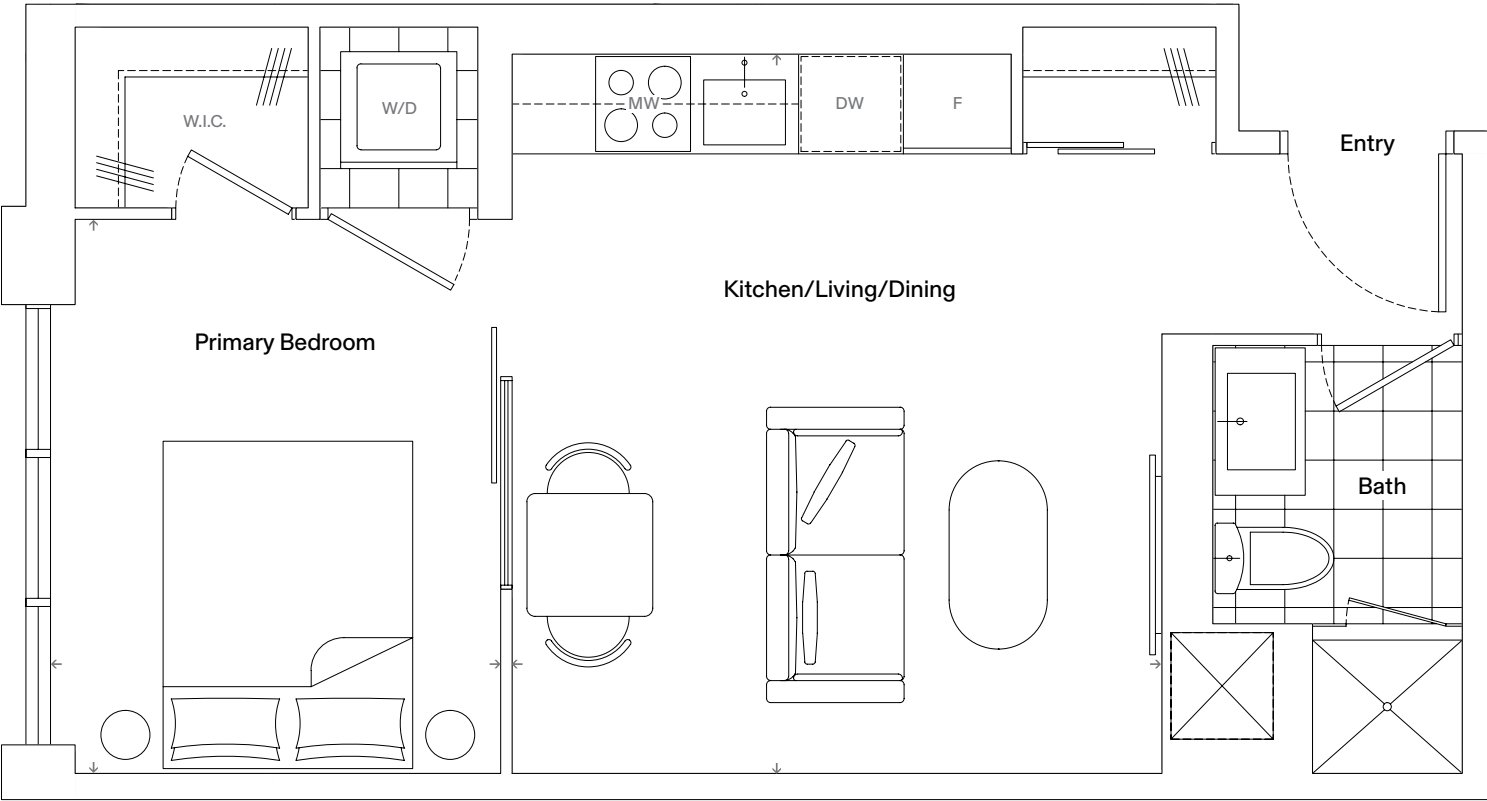 W.I.C.
W/D
MW
DW
F
Entry
Kitchen/Living/Dining
Primary Bedroom
Bath